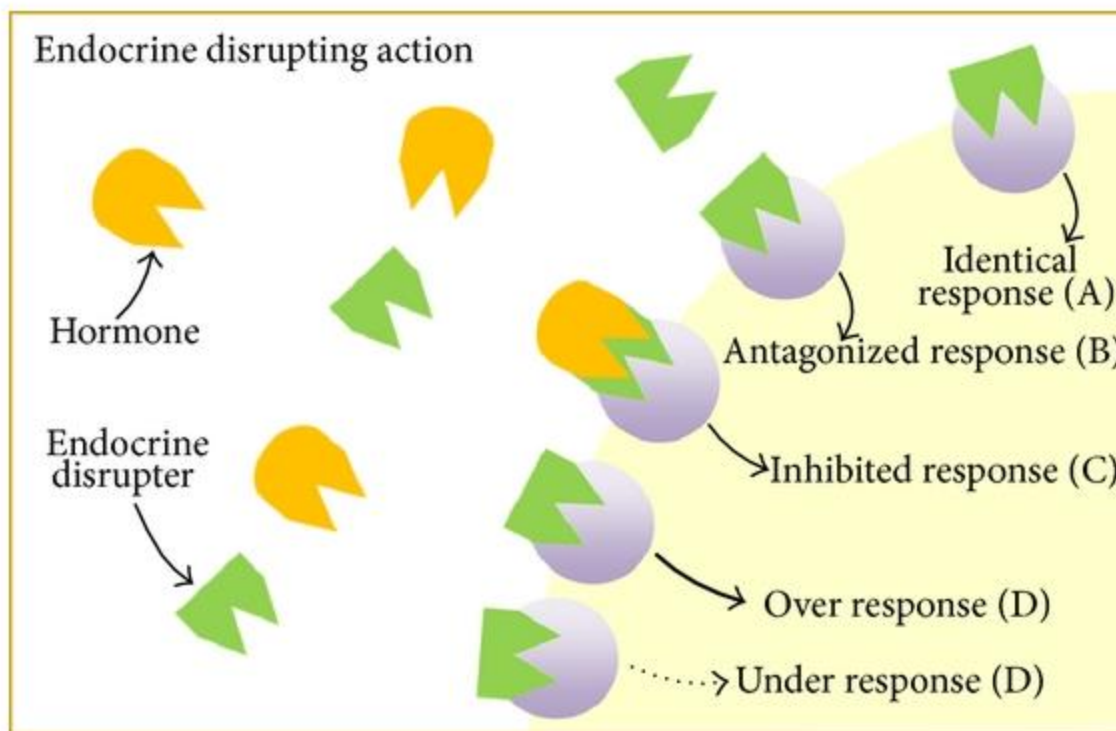 Endocrine disrupting action
Hormone
Endocrine
disrupter
Identical
response (A)
Antagonized response (B)
Inhibited response (C)
Over response (D)
Under response (D)